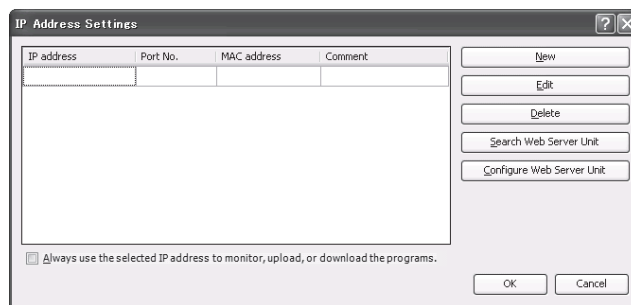 IP Address Settings
IP address Port No. MAC address Comment
New
Edit
Delete
Search Web Server Unit
Configure Web Server Unit
Always use the selected IP address to monitor, upload, or download the programs.
OK Cancel